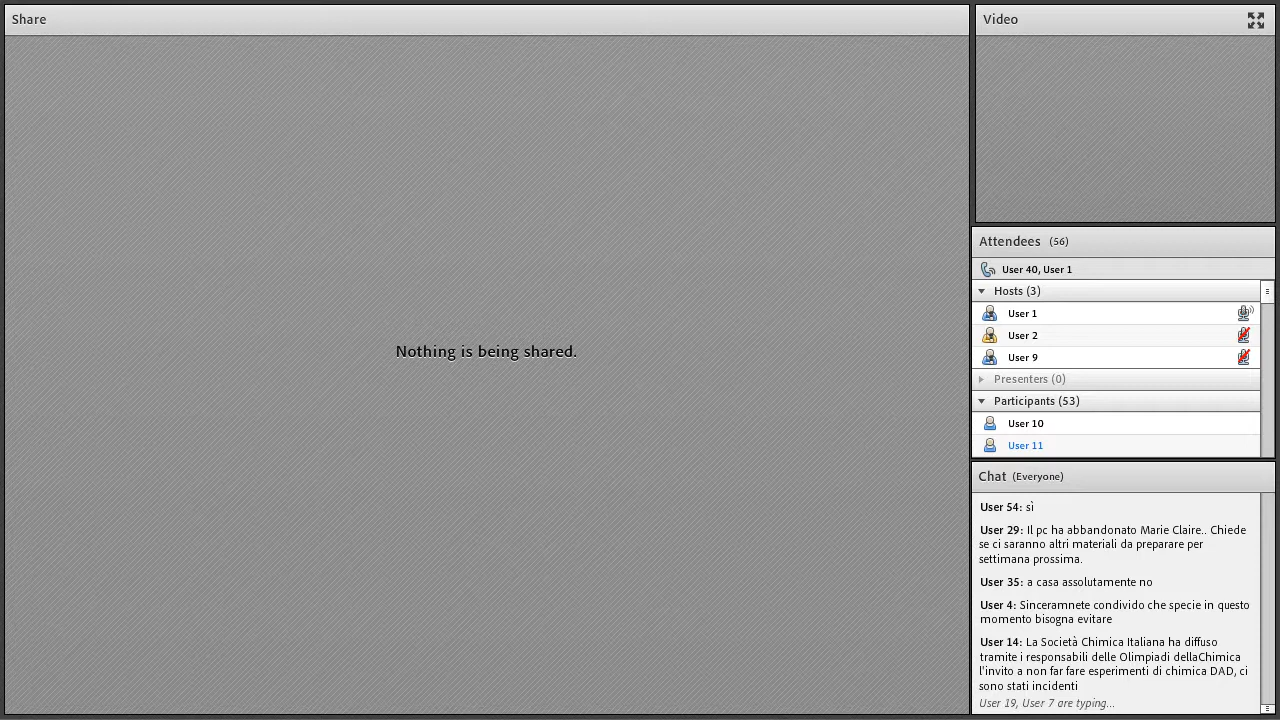 Share
Nothing is being shared.
Video
Attendees (56)
User 40, User 1
Hosts (3)
User 1
User 2
User 9
Presenters (0)
Participants (53)
User 10
User 11
Chat (Everyone)
User 54: sì
User 29: Il pc ha abbandonato Marie Claire.. Chiede
se ci saranno altri materiali da preparare per
settimana prossima.
User 35: a casa assolutamente no
User 4: Sinceramnete condivido che specie in questo
momento bisogna evitare
User 14: La Società Chimica Italiana ha diffuso
tramite i responsabili delle Olimpiadi dellaChimica
l'invito a non far fare esperimenti di chimica DAD, ci
sono stati incidenti
User 19, User 7 are typing...